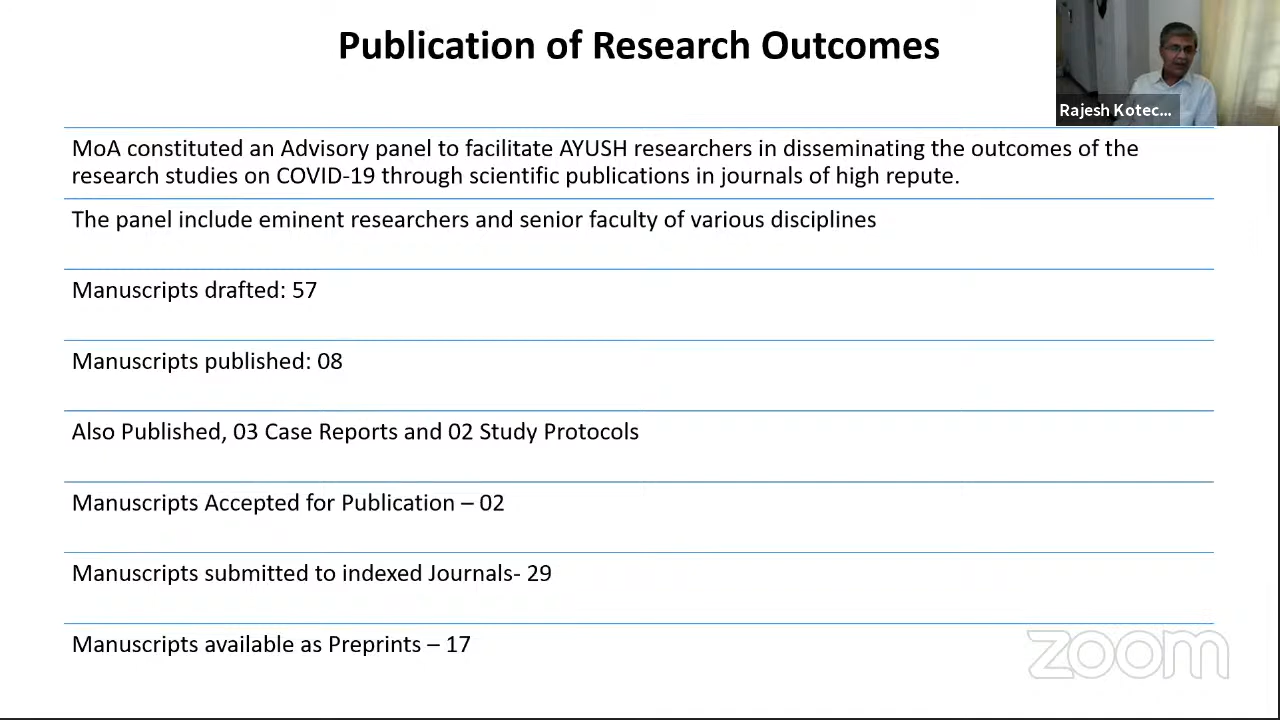 Publication of Research Outcomes
Rajesh Kotec...
MoA constituted an Advisory panel to facilitate AYUSH researchers in disseminating the outcomes of the
research studies on COVID-19 through scientific publications in journals of high repute.
The panel include eminent researchers and senior faculty of various disciplines
Manuscripts drafted: 57
Manuscripts published: 08
Also Published, 03 Case Reports and 02 Study Protocols
Manuscripts Accepted for Publication – 02
Manuscripts submitted to indexed Journals- 29
Manuscripts available as Preprints – 17
zoom